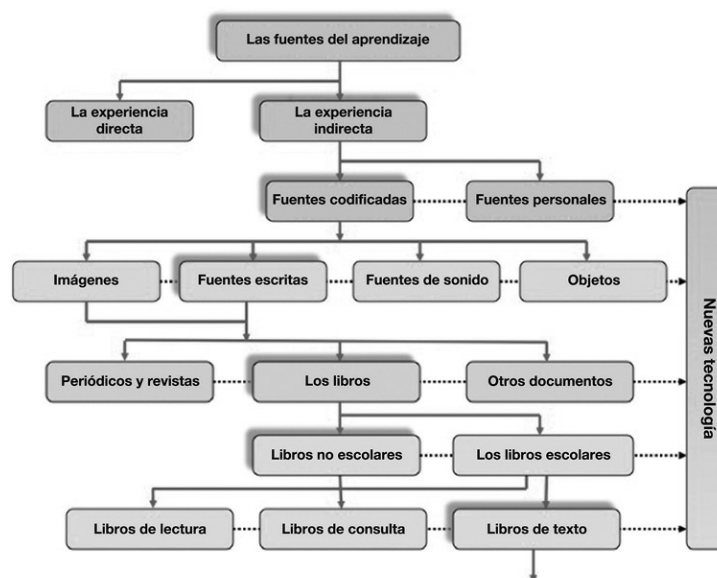 Las fuentes del aprendizaje
La experiencia
directa
La experiencia
indirecta
Fuentes codificadas
Fuentes personales
Imágenes
Fuentes escritas
Fuentes de sonido
Objetos
Periódicos y revistas
Los libros
Otros documentos
Libros no escolares
Los libros escolares
Libros de lectura
Libros de consulta
Libros de texto
Nuevas tecnología